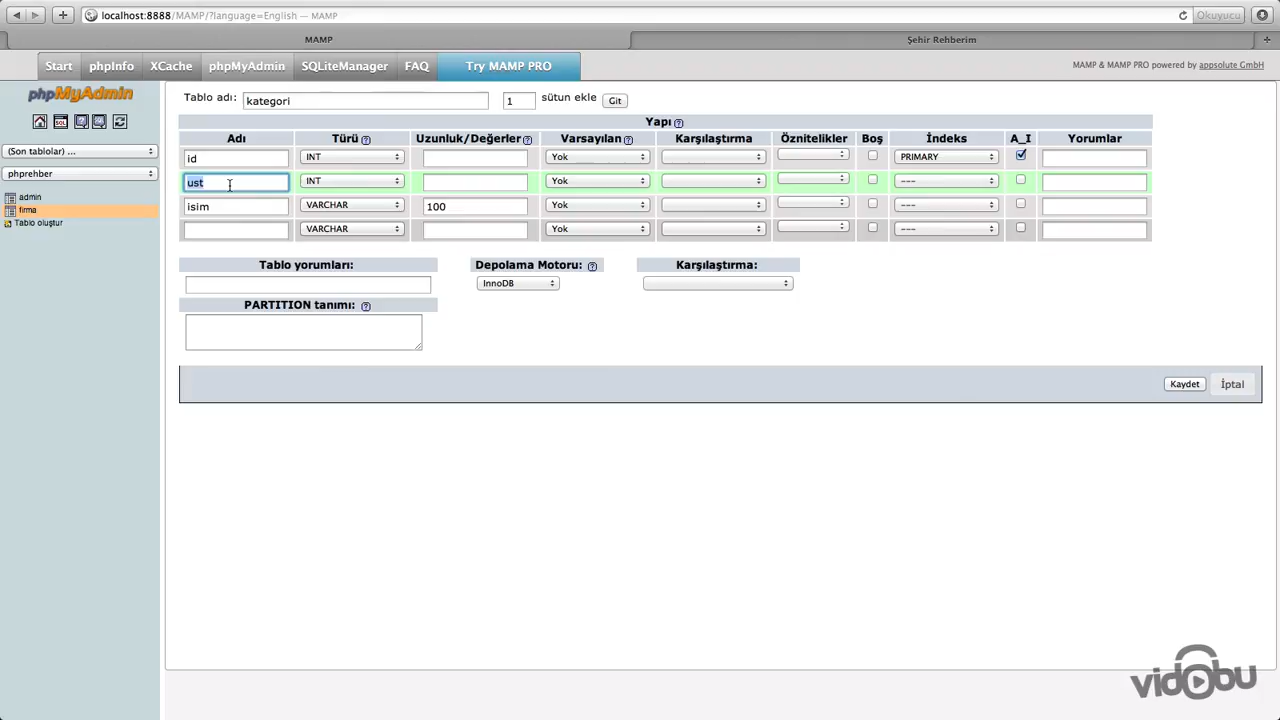 localhost:8888/MAMP/?language=English — MAMP
Okuyucu
MAMP
Şehir Rehberim
Start phpInfo XCache phpMyAdmin SQLiteManager FAQ Try MAMP PRO
MAMP & MAMP PRO powered by appsolute GmbH
phpMyAdmin
SQL
(Son tablolar) ...
phprehber
admin
firma
Tablo oluştur
Tablo adı: kategori 1 sütun ekle Git
Yapı
Adı Türü Uzunluk/Değerler Varsayılan Karşılaştırma Öznitelikler Boş İndeks A_I Yorumlar
id INT Yok PRIMARY
ust INT Yok ---
isim VARCHAR 100 Yok ---
VARCHAR Yok ---
Tablo yorumları: Depolama Motoru: Karşılaştırma:
InnoDB
PARTITION tanımı:
Kaydet İptal
vidobu